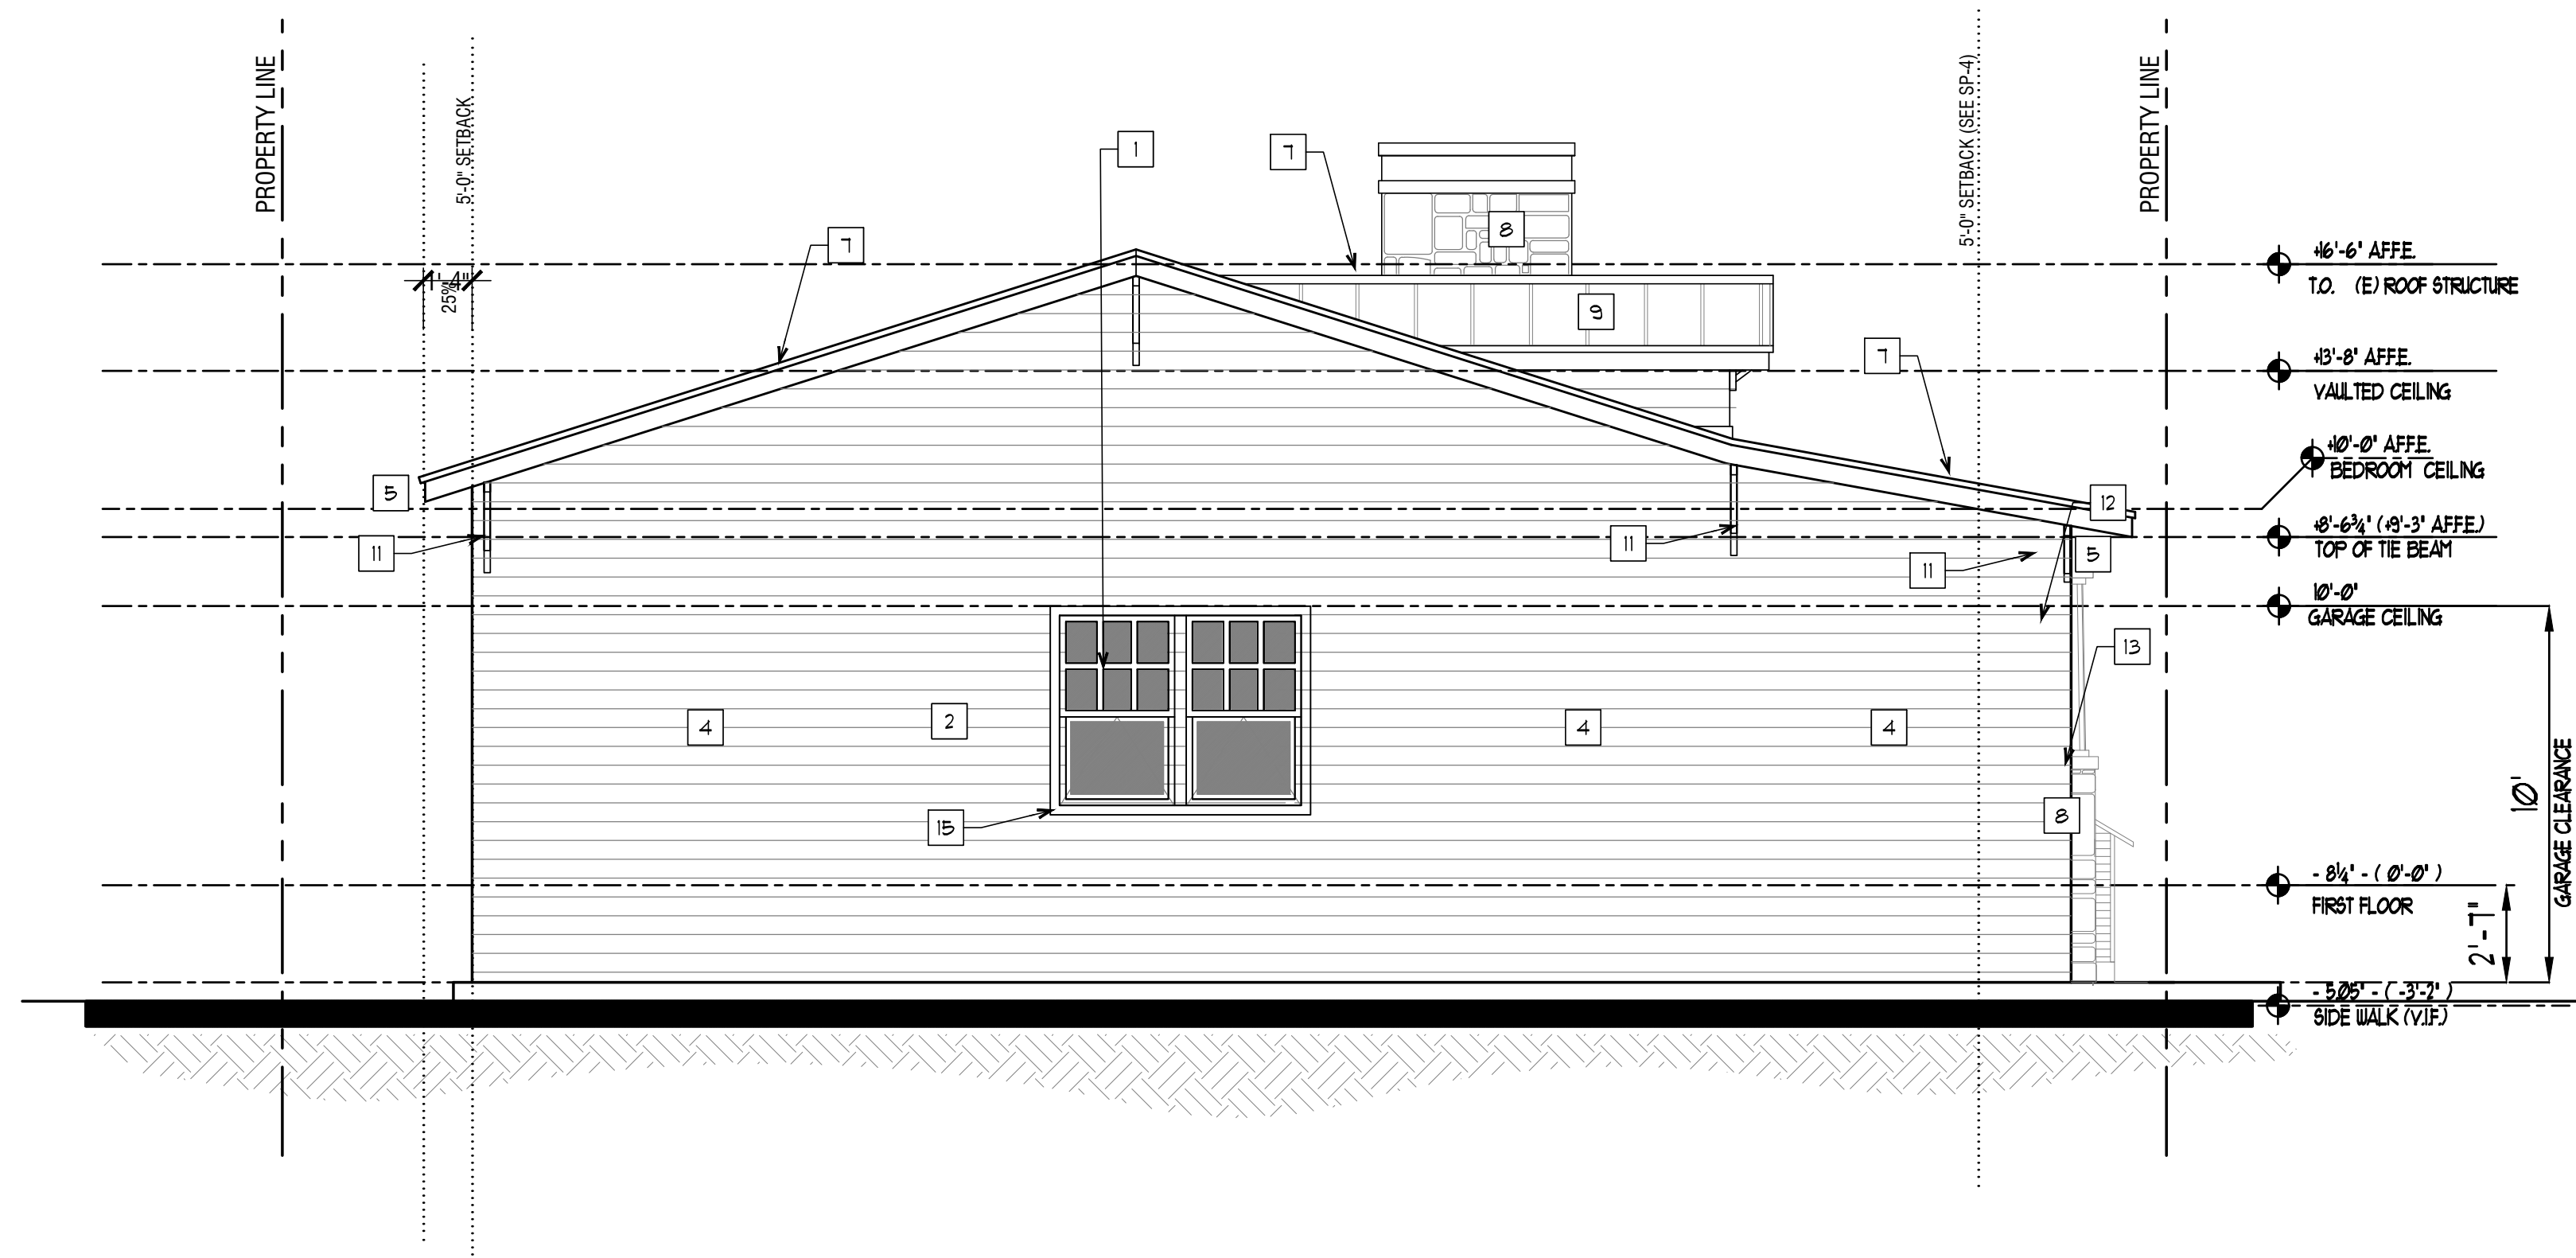 PROPERTY LINE
5'-0" SETBACK
5'-0" SETBACK (SEE SP-4)
PROPERTY LINE
1
7
7
8
+16'-6" A.F.F.E.
T.O. (E) ROOF STRUCTURE
1'-4"
25%
9
7
+13'-8" A.F.F.E.
VAULTED CEILING
+10'-0" A.F.F.E.
BEDROOM CEILING
5
12
+8'-6¾" (+9'-3" A.F.F.E.)
TOP OF TIE BEAM
11
11
11
5
10'-0"
GARAGE CEILING
13
4
2
4
4
15
8
10'
GARAGE CLEARANCE
- 8¼" - ( 0'-0" )
FIRST FLOOR
2'-7"
- 5.05" - ( -3'-2" )
SIDE WALK (V.I.F.)